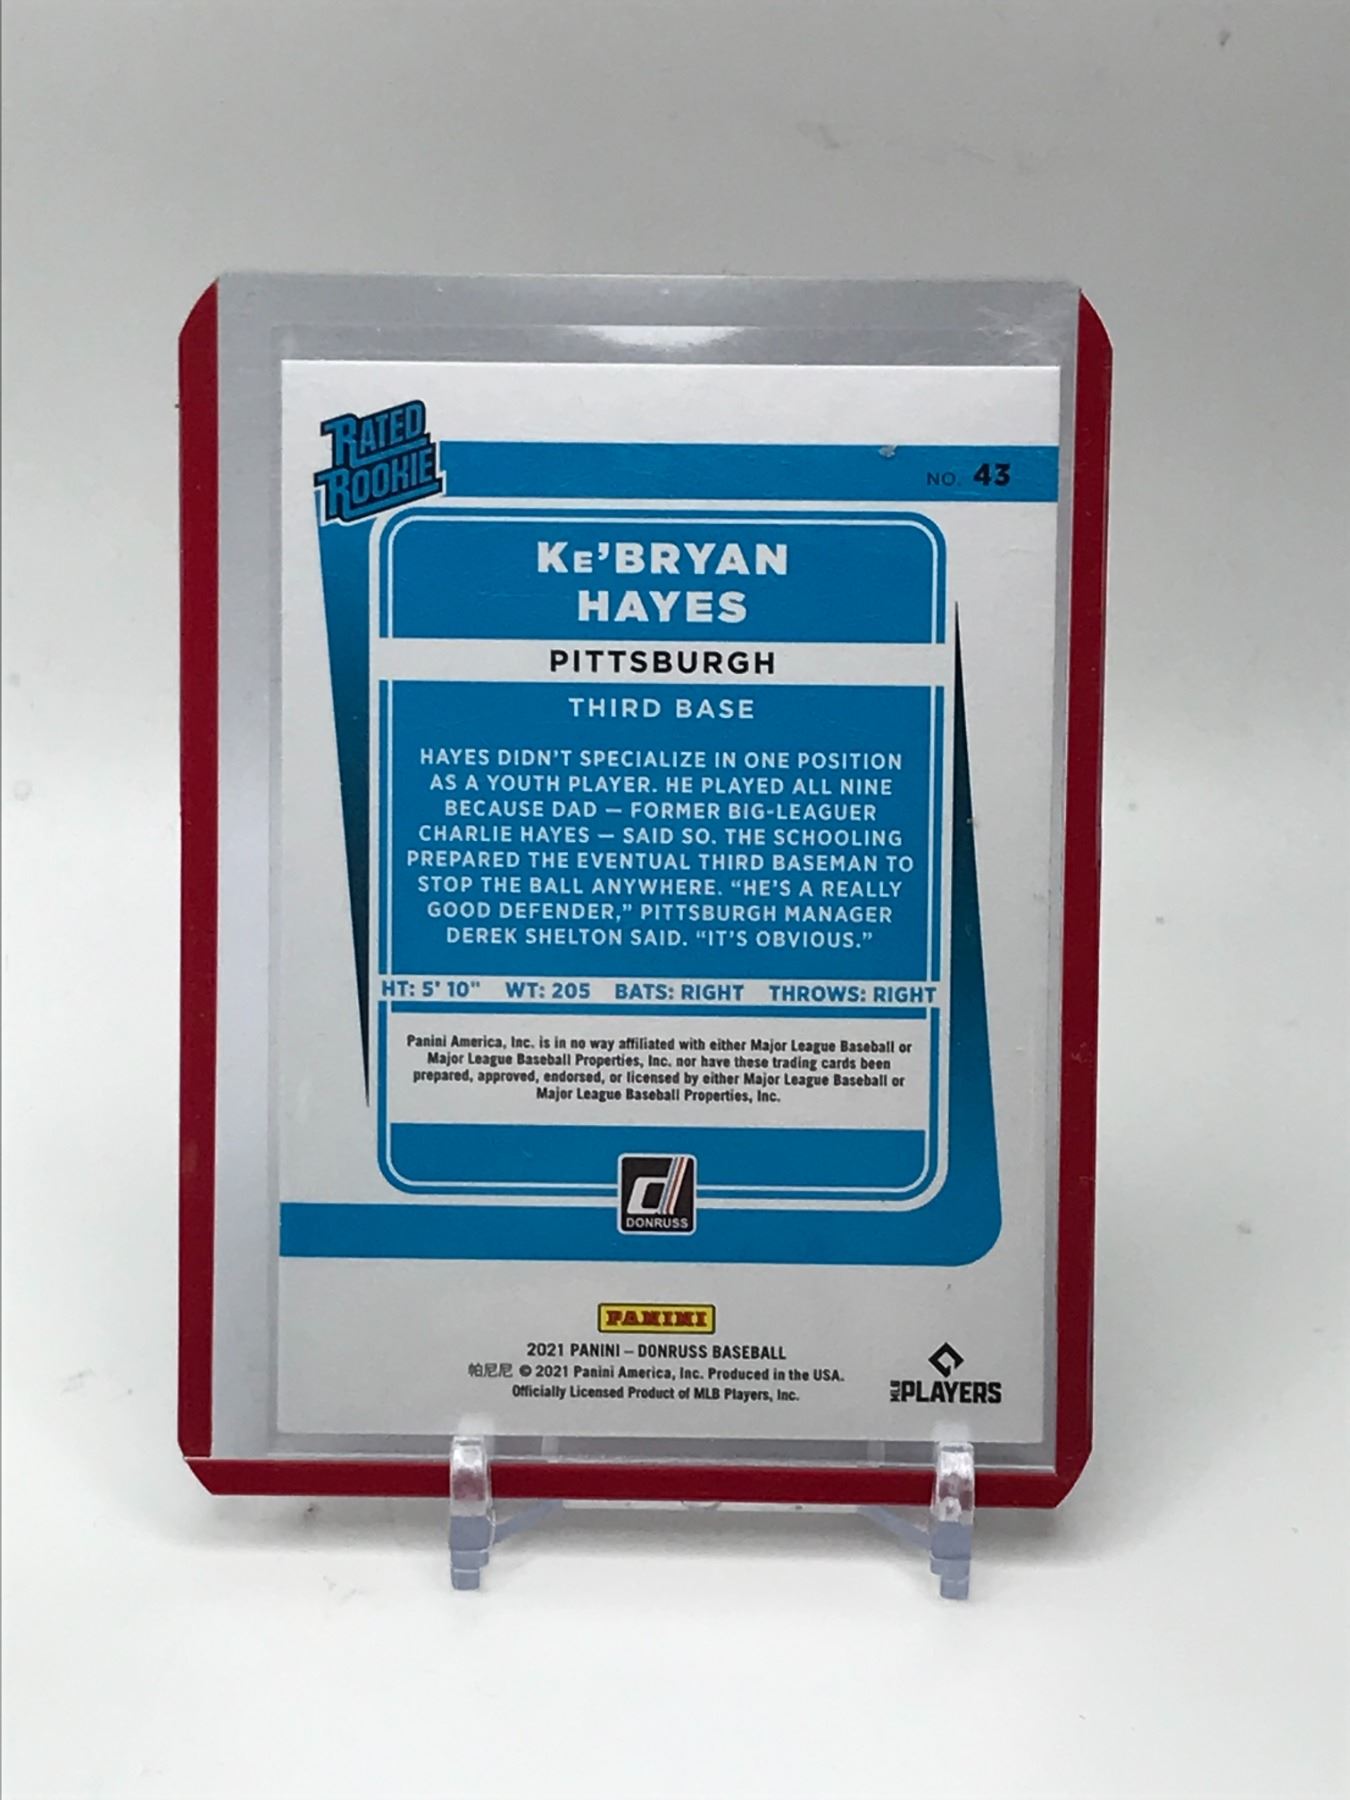 RATED
ROOKIE
NO. 43
KE'BRYAN
HAYES
PITTSBURGH
THIRD BASE
HAYES DIDN'T SPECIALIZE IN ONE POSITION
AS A YOUTH PLAYER. HE PLAYED ALL NINE
BECAUSE DAD — FORMER BIG-LEAGUER
CHARLIE HAYES — SAID SO. THE SCHOOLING
PREPARED THE EVENTUAL THIRD BASEMAN TO
STOP THE BALL ANYWHERE. “HE'S A REALLY
GOOD DEFENDER,” PITTSBURGH MANAGER
DEREK SHELTON SAID. “IT'S OBVIOUS.”
HT: 5' 10" WT: 205 BATS: RIGHT THROWS: RIGHT
Panini America, Inc. is in no way affiliated with either Major League Baseball or
Major League Baseball Properties, Inc. nor have these trading cards been
prepared, approved, endorsed, or licensed by either Major League Baseball or
Major League Baseball Properties, Inc.
d
DONRUSS
PANINI
2021 PANINI – DONRUSS BASEBALL
帕尼尼 © 2021 Panini America, Inc. Produced in the USA.
Officially Licensed Product of MLB Players, Inc.
MLB PLAYERS